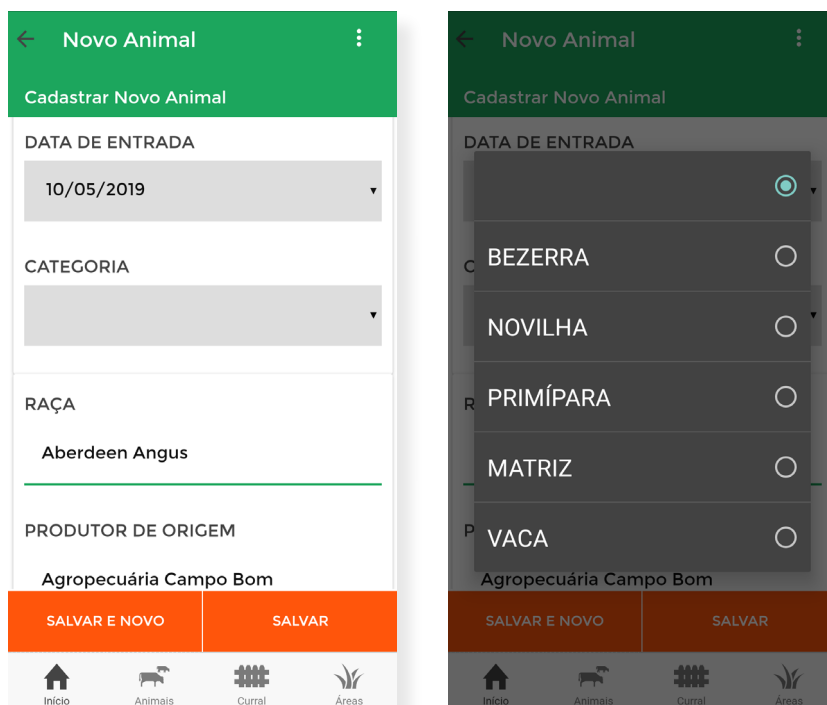 Novo Animal
Cadastrar Novo Animal
DATA DE ENTRADA
10/05/2019
CATEGORIA
RAÇA
Aberdeen Angus
PRODUTOR DE ORIGEM
Agropecuária Campo Bom
SALVAR E NOVO SALVAR
Início Animais Curral Áreas
Novo Animal
Cadastrar Novo Animal
DATA DE ENTRADA
C
BEZERRA
NOVILHA
R
PRIMÍPARA
MATRIZ
P
VACA
Agropecuária Campo Bom
SALVAR E NOVO SALVAR
Início Animais Curral Áreas